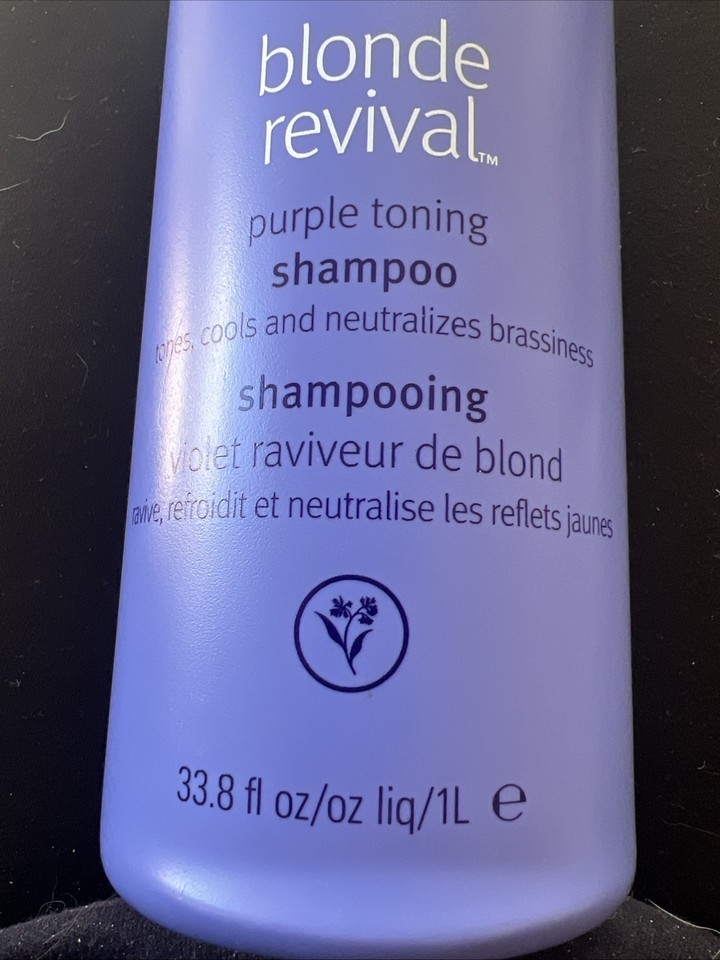 blonde
revival™
purple toning
shampoo
tones, cools and neutralizes brassiness
shampooing
violet raviveur de blond
ravive, refroidit et neutralise les reflets jaunes
33.8 fl oz/oz liq/1L ℮